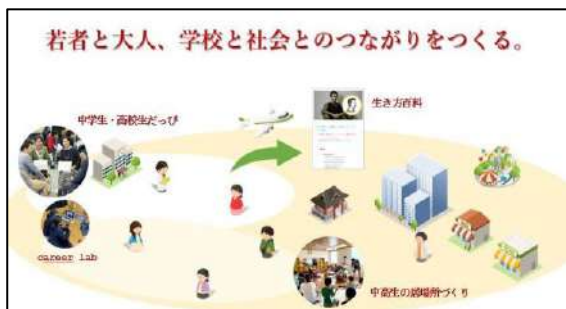 若者と大人、学校と社会とのつながりをつくる。
中学生・高校生だっぴ
生き方百科
career lab
中高生の居場所づくり